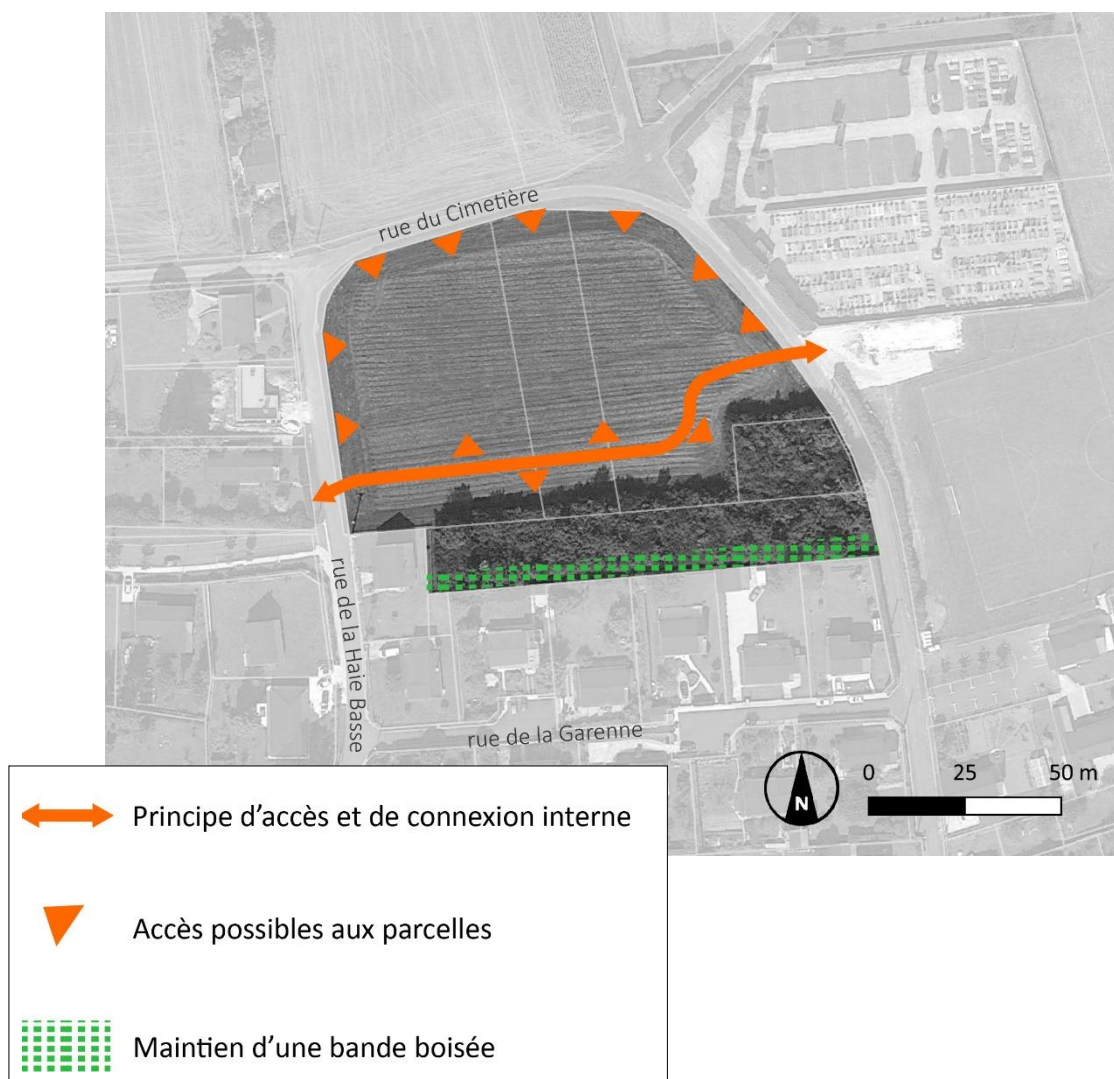 rue du Cimetière
rue de la Haie Basse
rue de la Garenne
N
0 25 50 m
Principe d'accès et de connexion interne
Accès possibles aux parcelles
Maintien d'une bande boisée